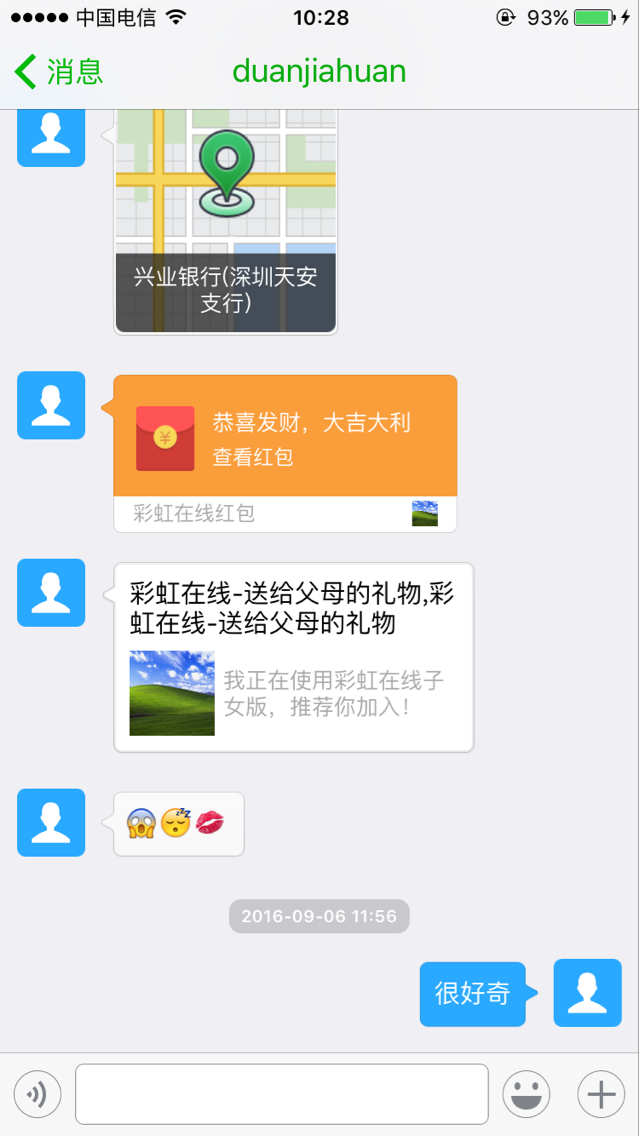 中国电信 10:28 93%
消息 duanjiahuan
兴业银行(深圳天安
支行)
恭喜发财，大吉大利
¥
查看红包
彩虹在线红包
彩虹在线-送给父母的礼物,彩
虹在线-送给父母的礼物
我正在使用彩虹在线子
女版，推荐你加入！
2016-09-06 11:56
很好奇